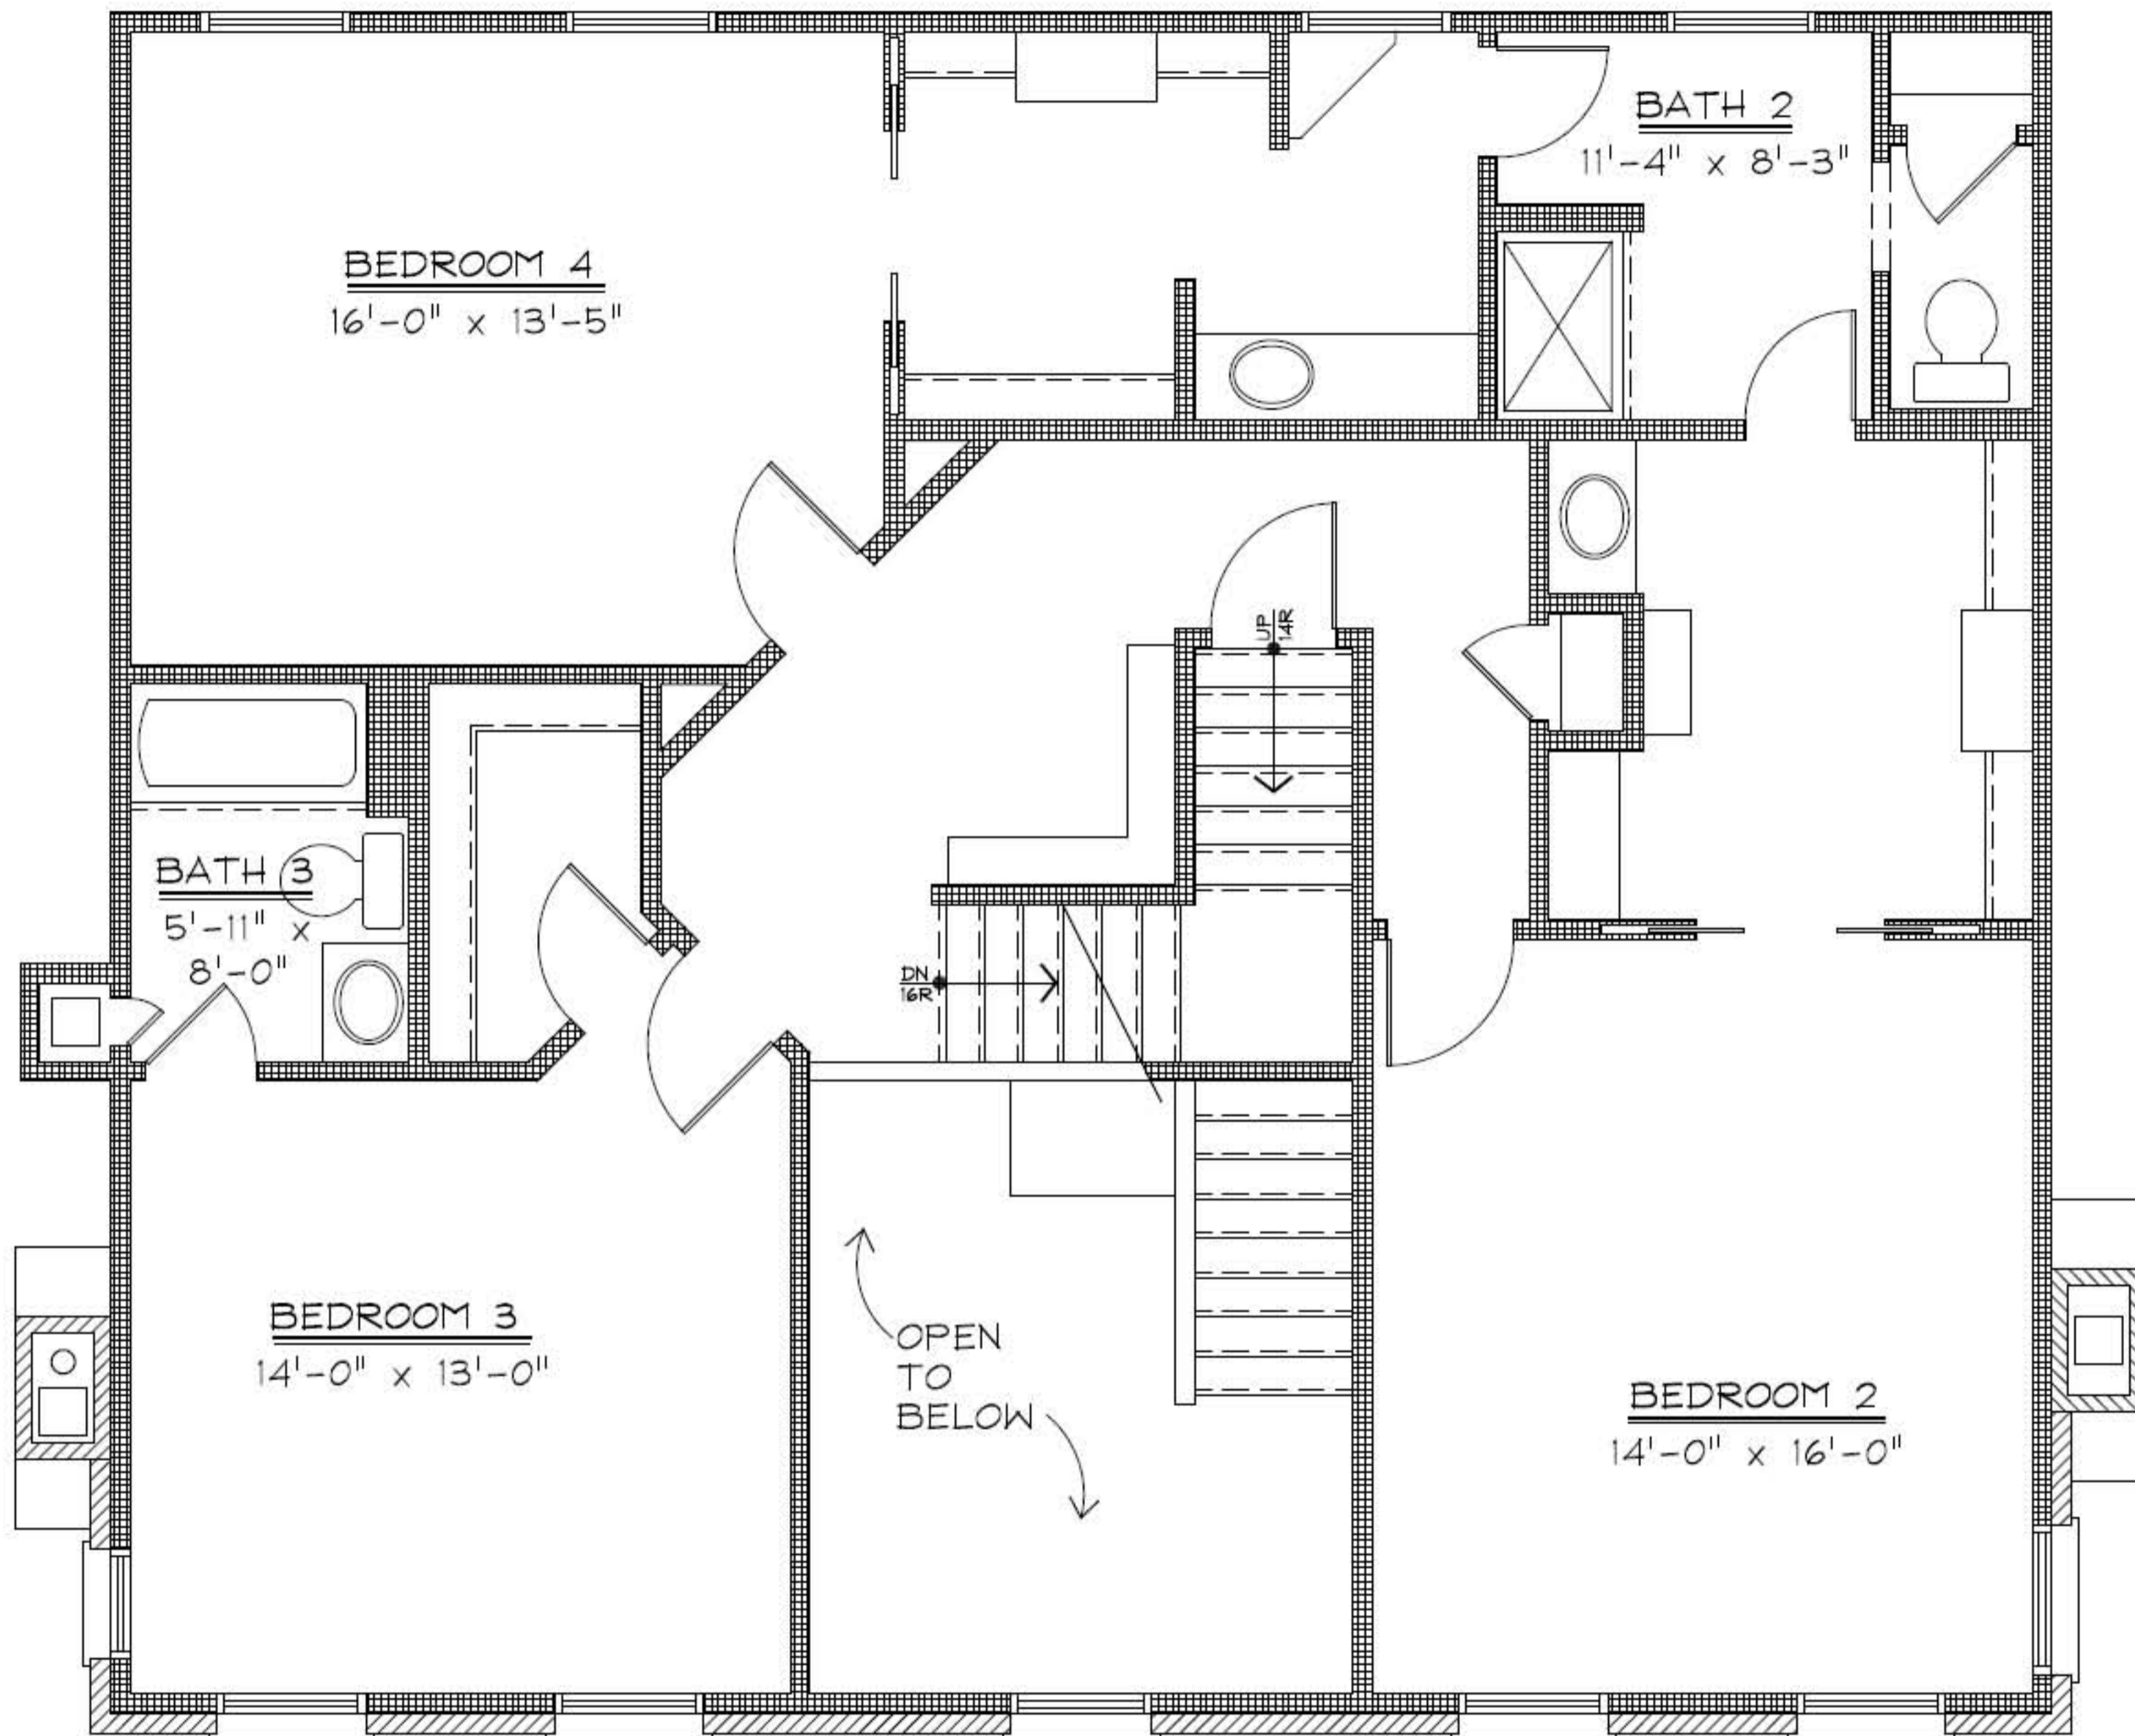 BATH 2
11'-4" x 8'-3"
BEDROOM 4
16'-0" x 13'-5"
UP
14R
BATH 3
5'-11" x
8'-0"
DN
16R
BEDROOM 3
14'-0" x 13'-0"
OPEN
TO
BELOW
BEDROOM 2
14'-0" x 16'-0"